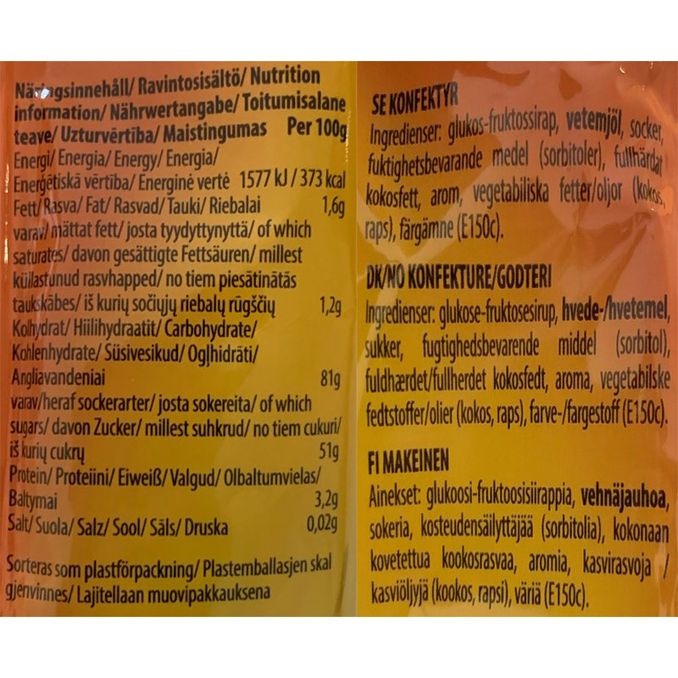 Näringsinnehåll/ Ravintosisältö/ Nutrition
information/ Nährwertangabe/ Toitumisalane
teave/ Uzturvērtība/ Maistingumas Per 100g
Energi/ Energia/ Energy/ Energia/
Enerģētiskā vērtība/ Energinė vertė 1577 kJ / 373 kcal
Fett/ Rasva/ Fat/ Rasvad/ Tauki/ Riebalai 1,6g
varav mättat fett/ josta tyydyttynyttä/ of which
saturates/ davon gesättigte Fettsäuren/ millest
küllastunud rasvhapped/ no tiem piesātinātās
taukskābes/ iš kurių sočiųjų riebalų rūgščių 1,2g
Kolhydrat/ Hiilihydraatit/ Carbohydrate/
Kohlenhydrate/ Süsivesikud/ Ogļhidrāti/
Angliavandeniai 81g
varav/heraf sockerarter/ josta sokereita/ of which
sugars/ davon Zucker/ millest suhkrud/ no tiem cukuri/
iš kurių cukrų 51g
Protein/ Proteiini/ Eiweiß/ Valgud/ Olbaltumvielas/
Baltymai 3,2g
Salt/ Suola/ Salz/ Sool/ Sāls/ Druska 0,02g
Sorteras som plastförpackning/ Plastemballasjen skal
gjenvinnes/ Lajitellaan muovipakkauksena
SE KONFEKTYR
Ingredienser: glukos-fruktossirap, vetemjöl, socker,
fuktighetsbevarande medel (sorbitoler), fullhärdat
kokosfett, arom, vegetabiliska fetter/oljor (kokos,
raps), färgämne (E150c).
DK/NO KONFEKTURE/GODTERI
Ingredienser: glukose-fruktosesirup, hvede-/hvetemel,
sukker, fugtighedsbevarende middel (sorbitol),
fuldhærdet/fullherdet kokosfedt, aroma, vegetabilske
fedtstoffer/olier (kokos, raps), farve-/fargestoff (E150c).
FI MAKEINEN
Ainekset: glukoosi-fruktoosisiirappia, vehnäjauhoa,
sokeria, kosteudensäilyttäjää (sorbitolia), kokonaan
kovetettua kookosrasvaa, aromia, kasvirasvoja /
kasviöljyjä (kookos, rapsi), väriä (E150c).